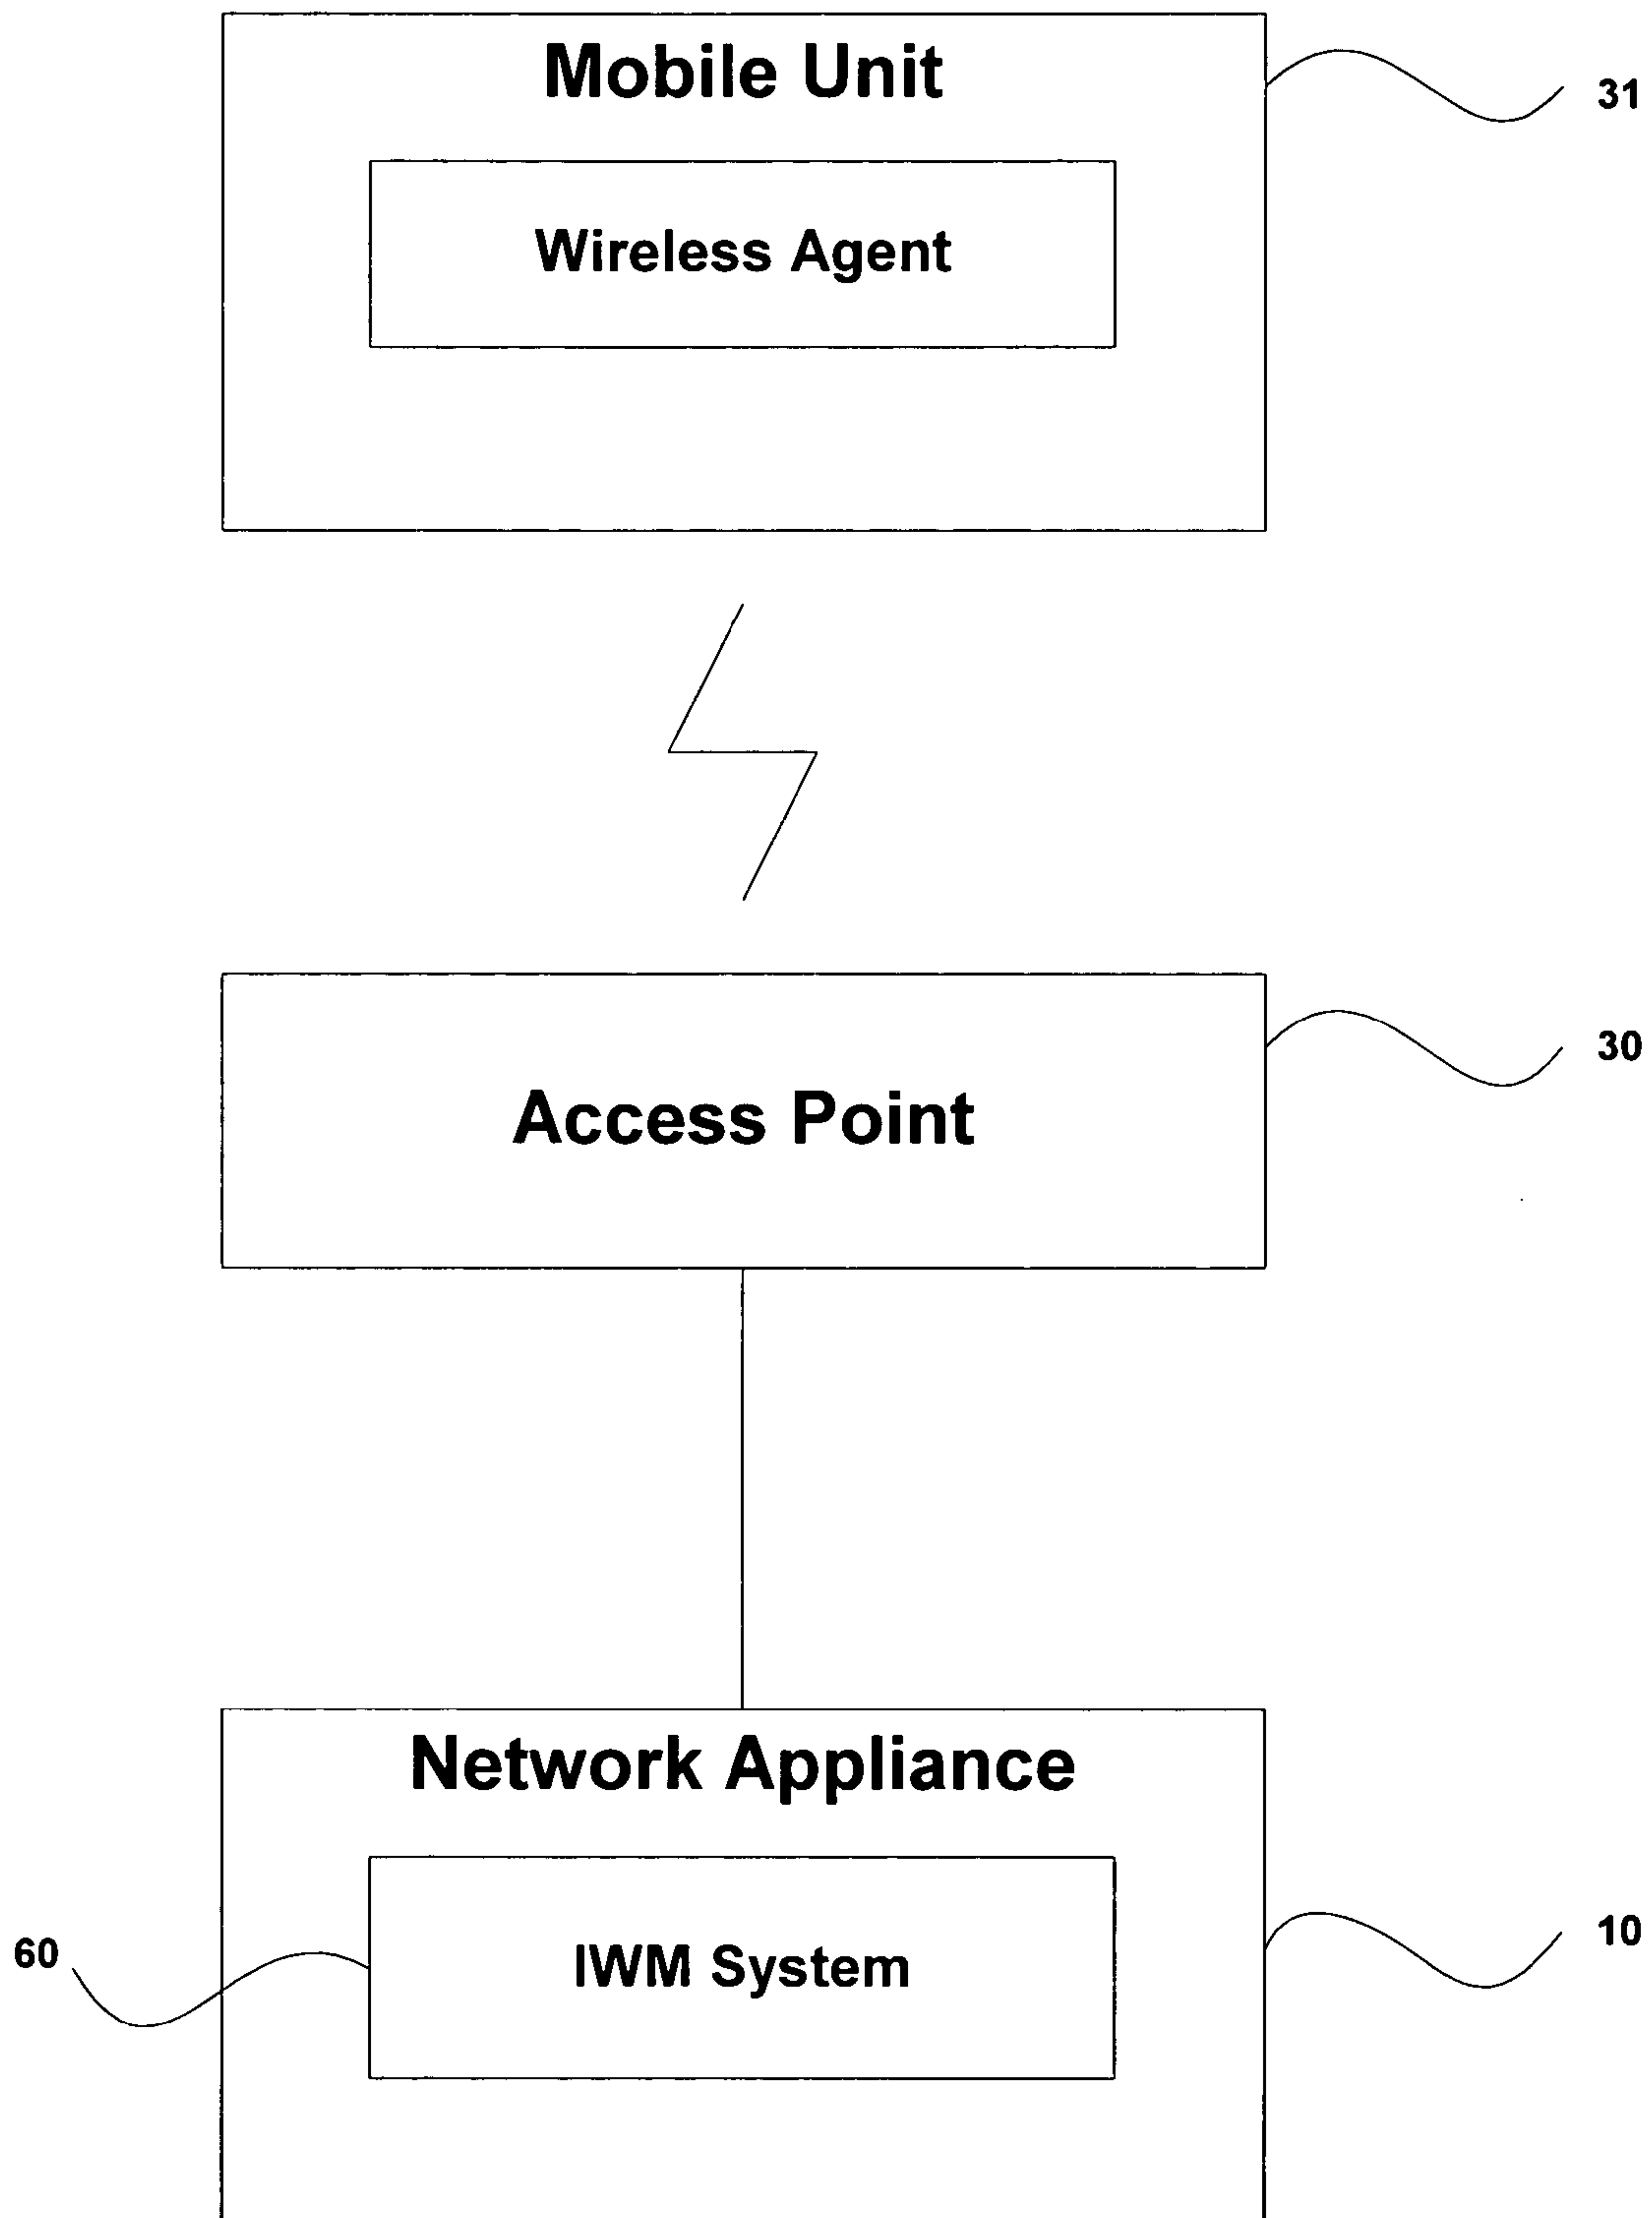 Mobile Unit
31
Wireless Agent
Access Point
30
Network Appliance
IWM System
60
10